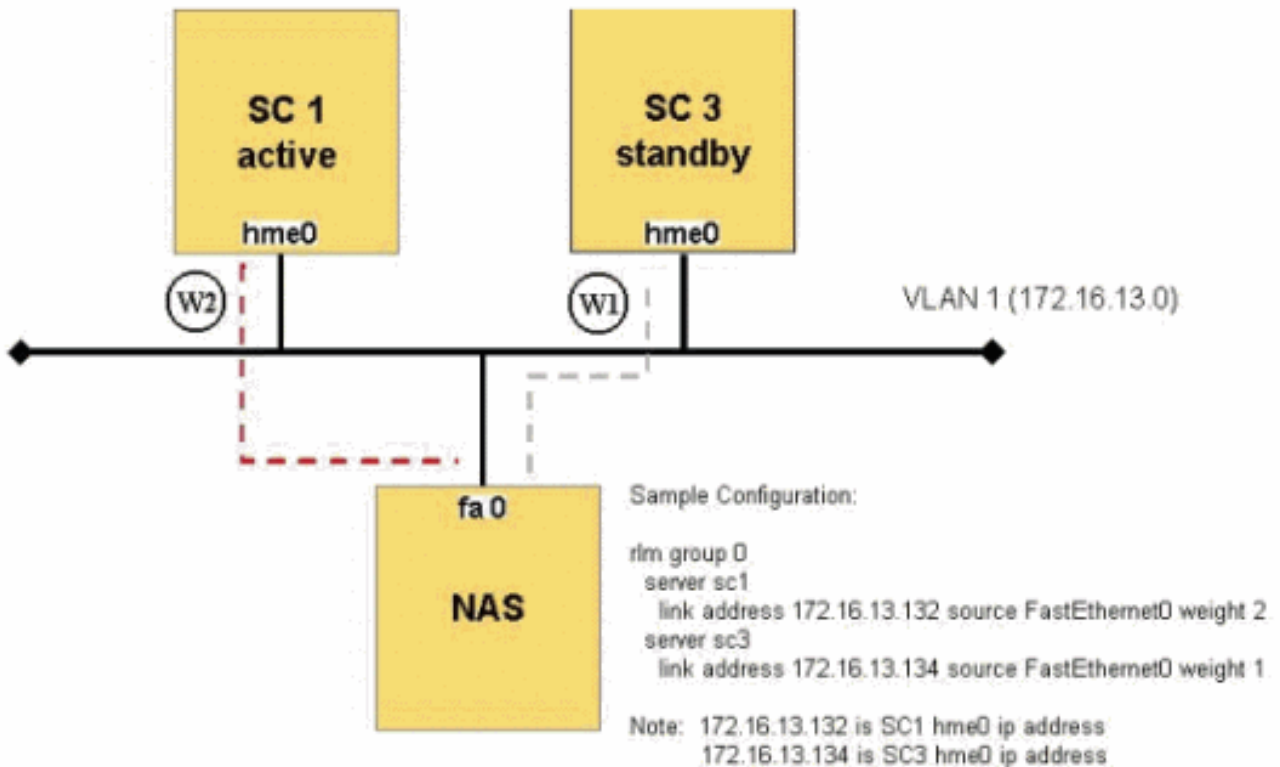 SC 1
active
hme0
SC 3
standby
hme0
W2
W1
VLAN 1 (172.16.13.0)
fa 0
NAS
Sample Configuration:
rlm group 0
server sc1
link address 172.16.13.132 source FastEthernet0 weight 2
server sc3
link address 172.16.13.134 source FastEthernet0 weight 1
Note: 172.16.13.132 is SC1 hme0 ip address
172.16.13.134 is SC3 hme0 ip address